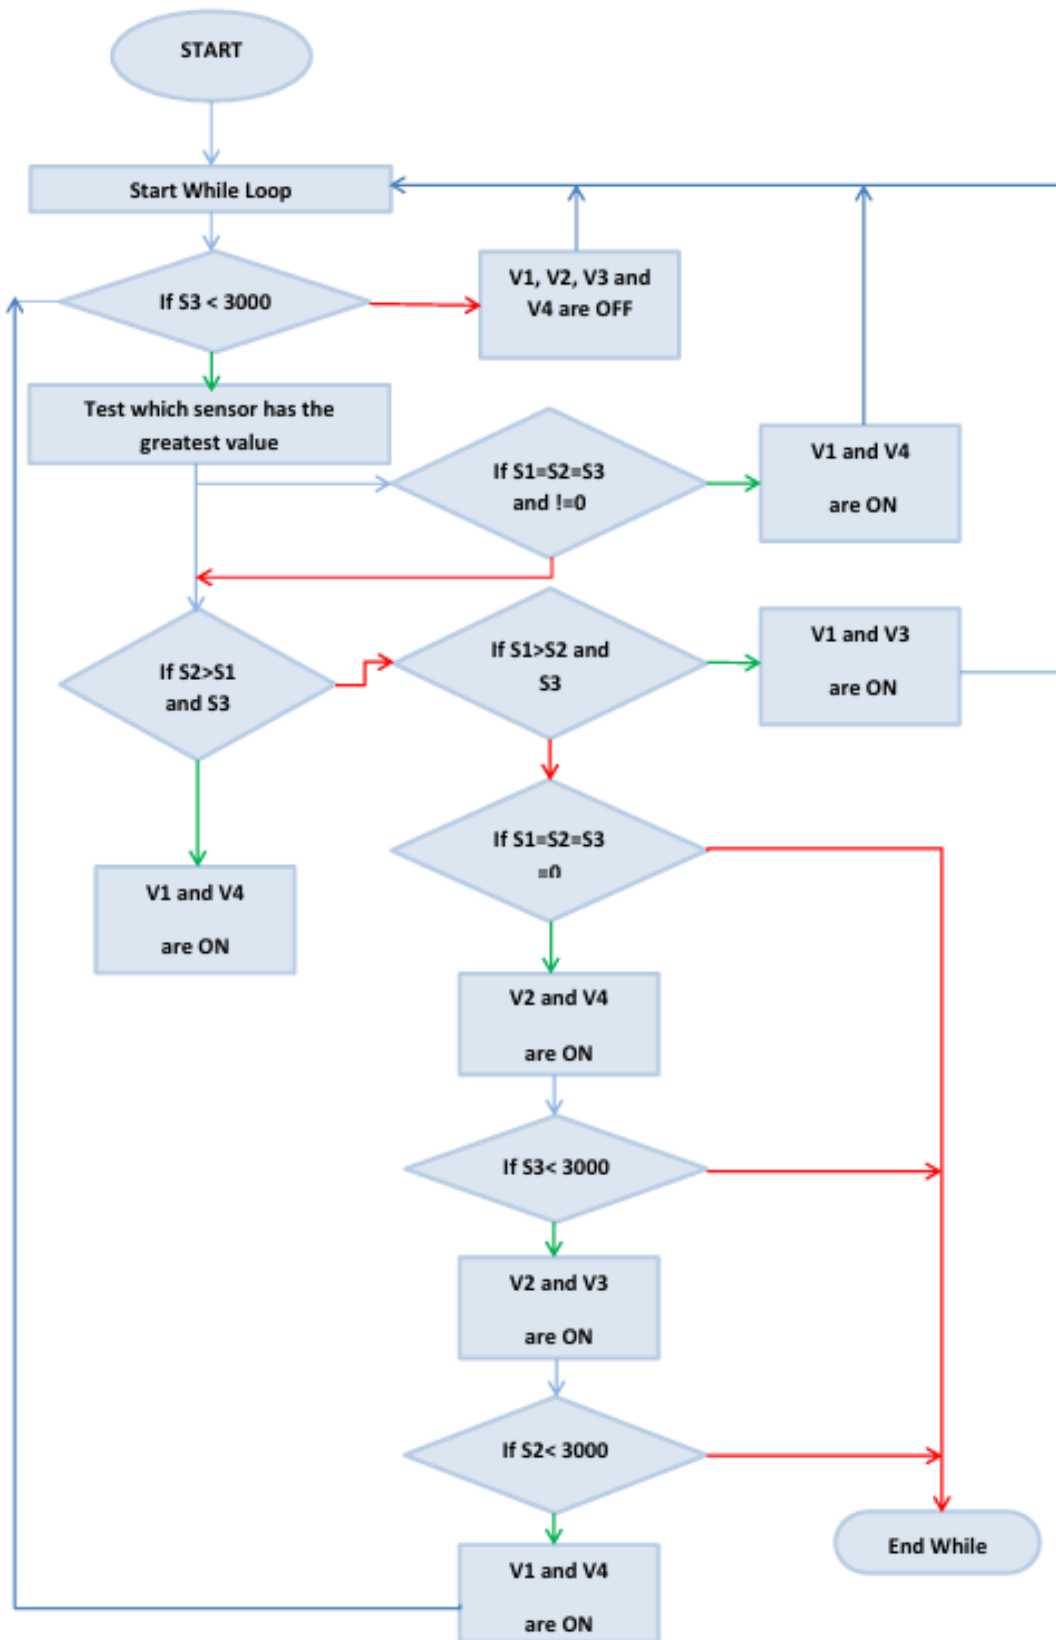 START
Start While Loop
If S3 < 3000
V1, V2, V3 and
V4 are OFF
Test which sensor has the
greatest value
If S1=S2=S3
and !=0
V1 and V4
are ON
If S2>S1
and S3
If S1>S2 and
S3
V1 and V3
are ON
V1 and V4
are ON
If S1=S2=S3
=0
V2 and V4
are ON
If S3< 3000
V2 and V3
are ON
If S2< 3000
V1 and V4
are ON
End While